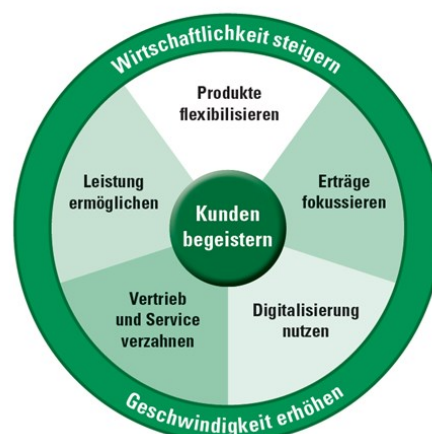 Wirtschaftlichkeit steigern
Produkte
flexibilisieren
Leistung
ermöglichen
Erträge
fokussieren
Kunden
begeistern
Vertrieb
und Service
verzahnen
Digitalisierung
nutzen
Geschwindigkeit erhöhen